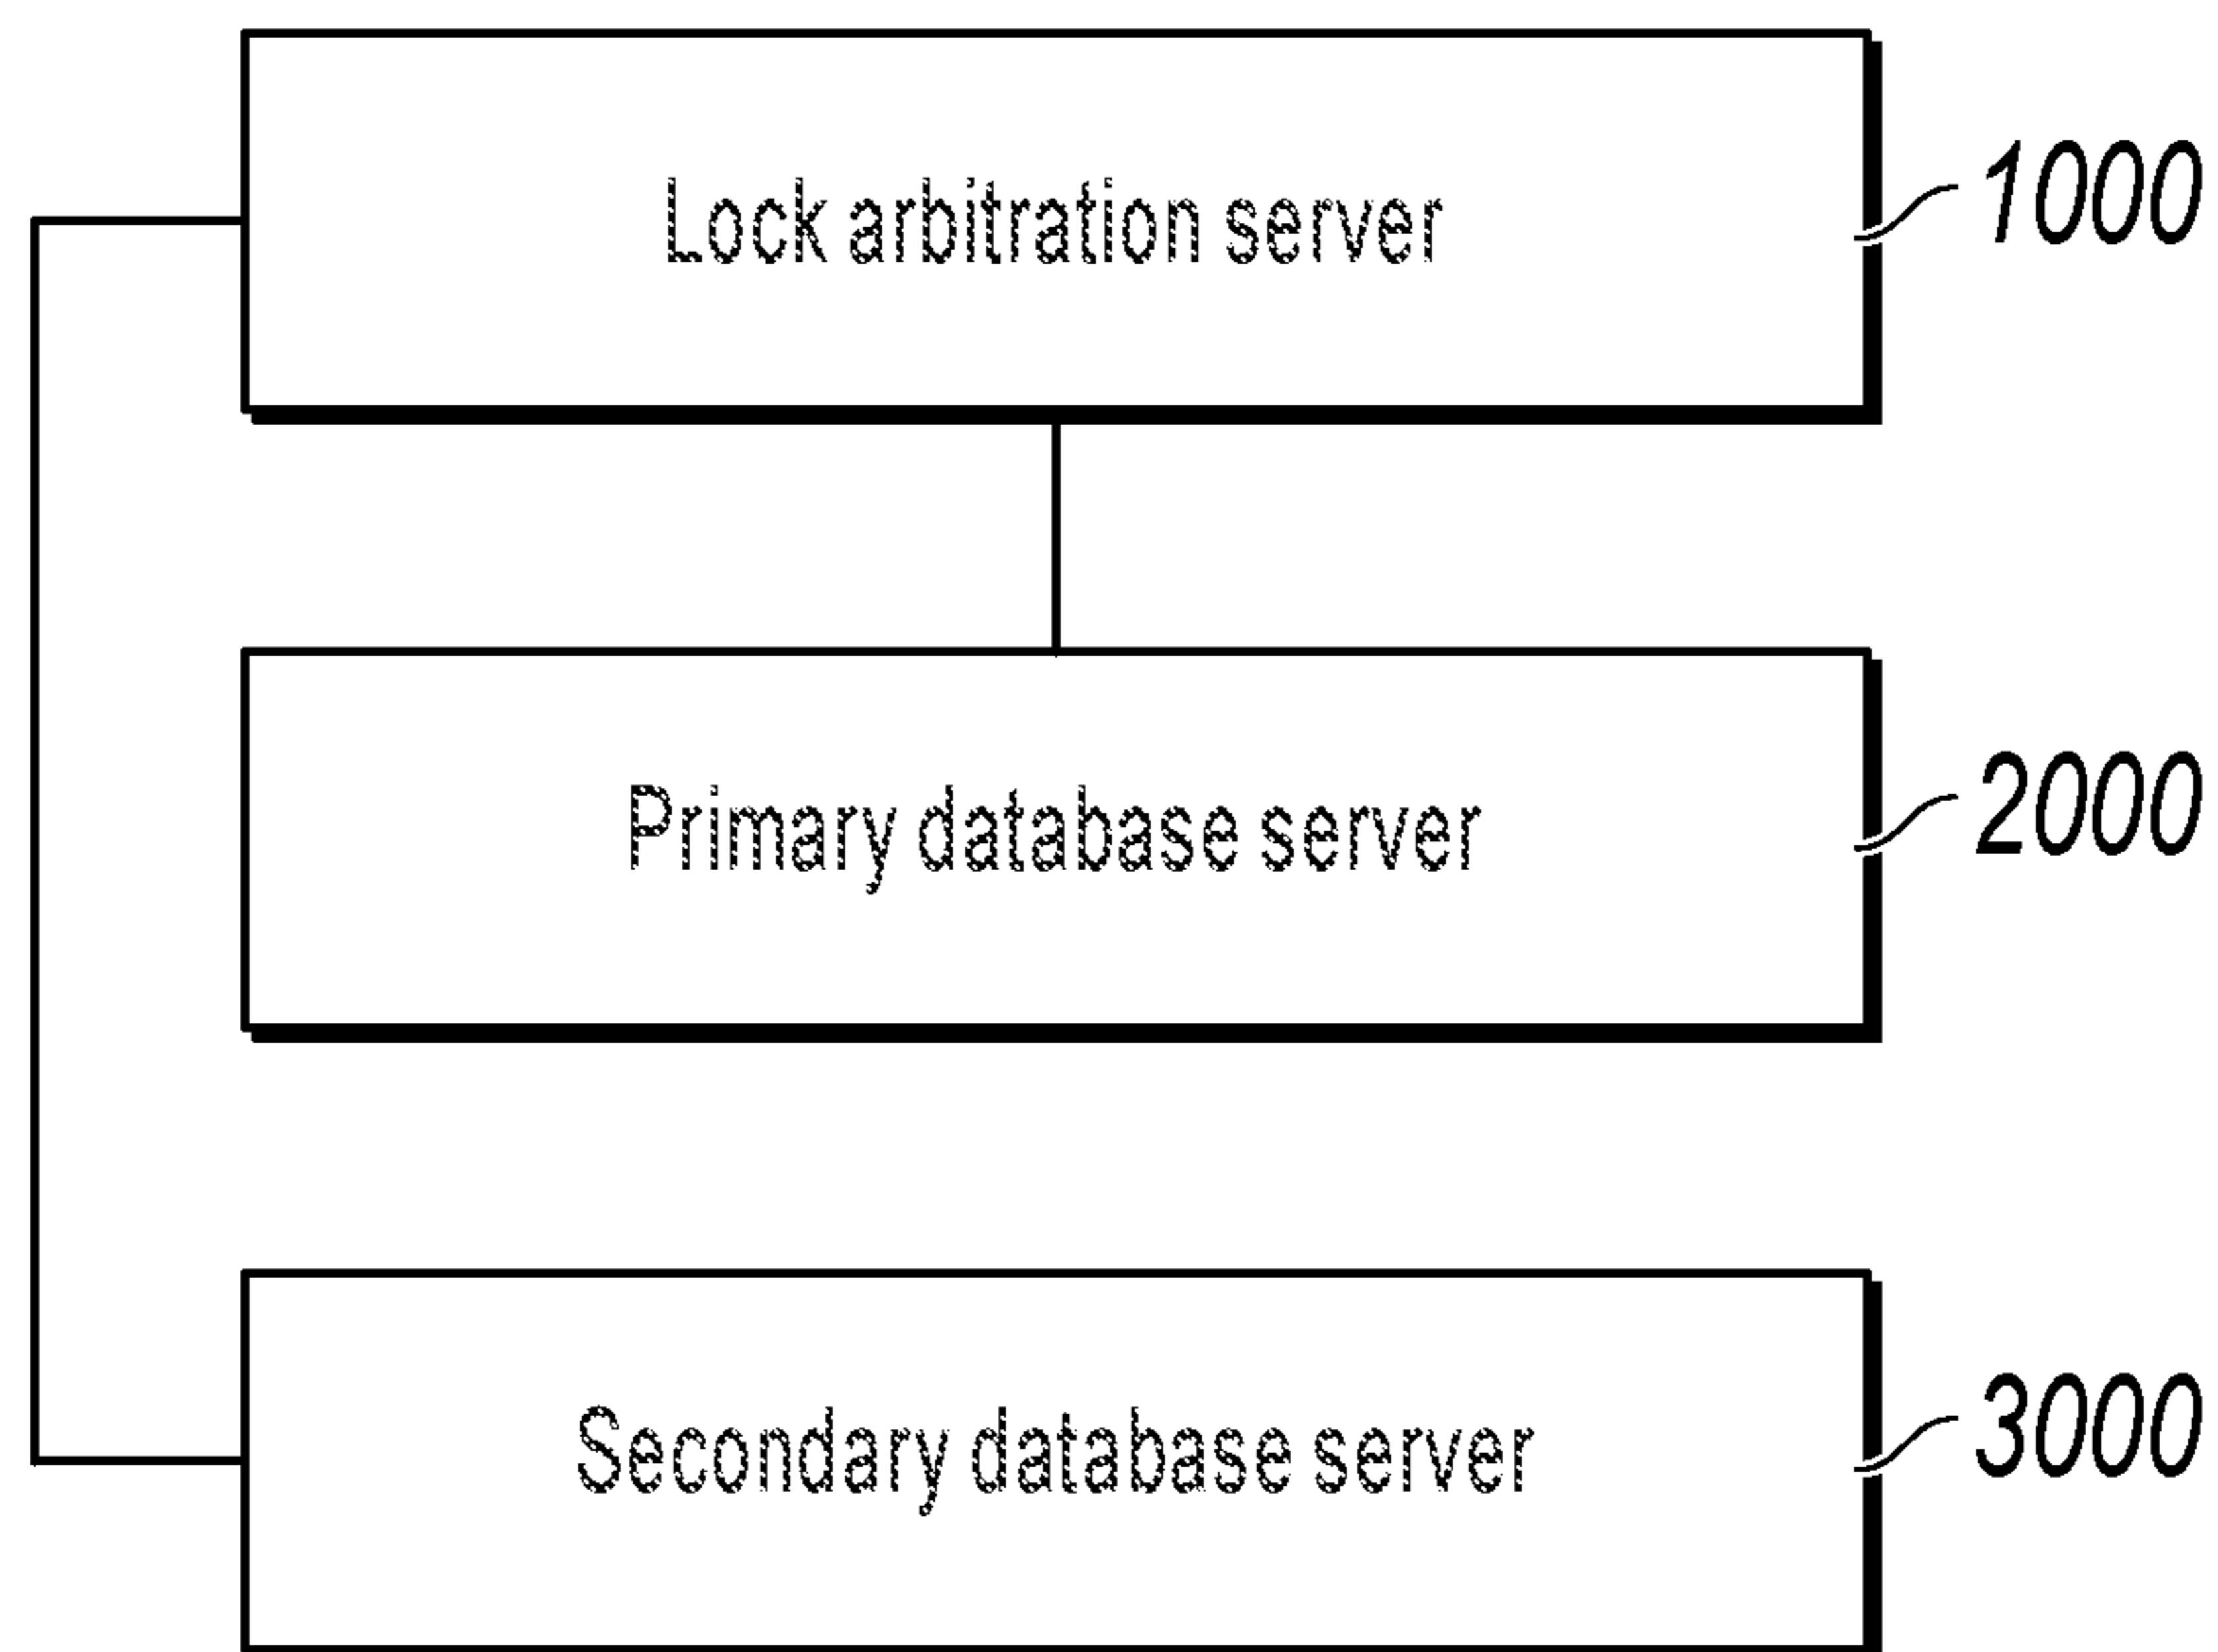 Lock arbitration server
1000
Primary database server
2000
Secondary database server
3000